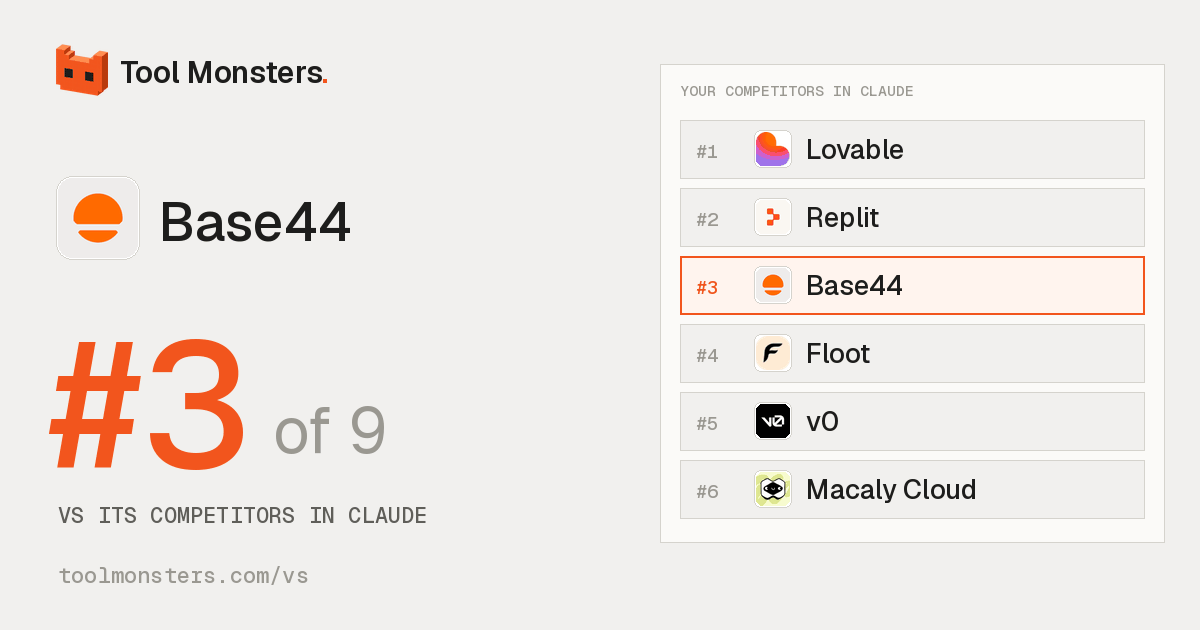 Tool Monsters.
Base44
#3 of 9
VS ITS COMPETITORS IN CLAUDE
toolmonsters.com/vs
YOUR COMPETITORS IN CLAUDE
#1 Lovable
#2 Replit
#3 Base44
#4 F Floot
#5 v0 v0
#6 Macaly Cloud